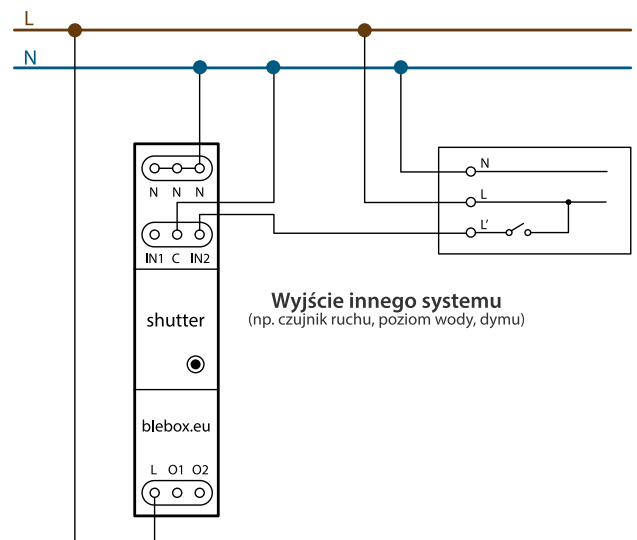 L
N
N N N
IN1 C IN2
shutter
blebox.eu
L O1 O2
N
L
L'
Wyjście innego systemu
(np. czujnik ruchu, poziom wody, dymu)